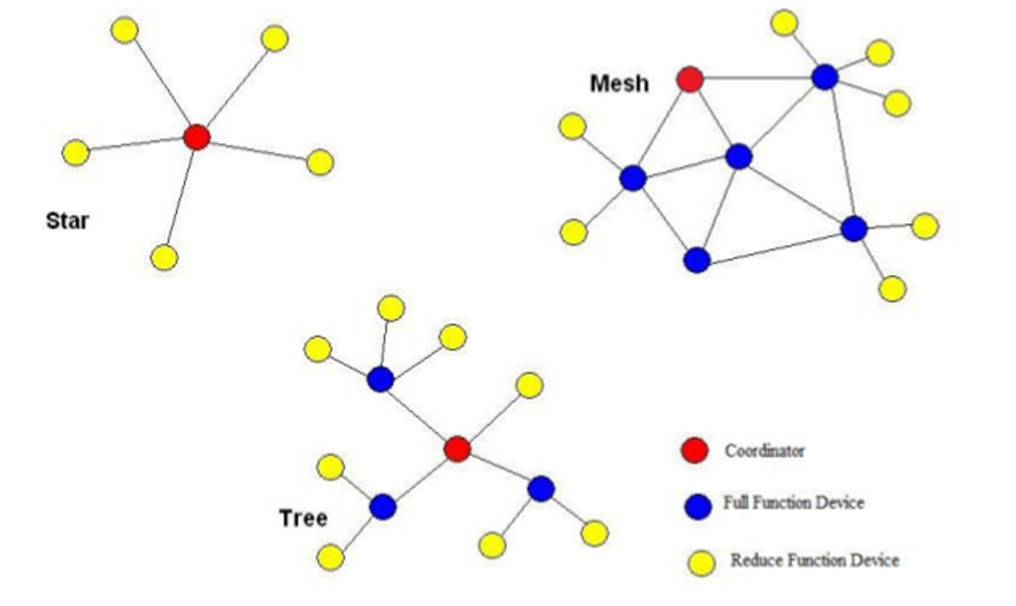 Mesh
Star
Tree
Coordinator
Full Function Device
Reduce Function Device